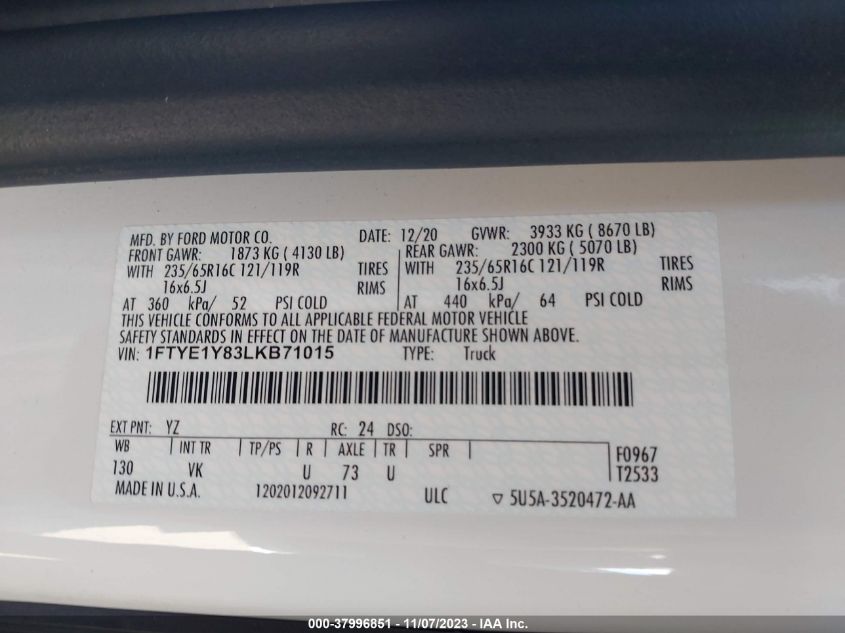 MFD. BY FORD MOTOR CO. DATE: 12/20 GVWR: 3933 KG ( 8670 LB)
FRONT GAWR: 1873 KG ( 4130 LB) REAR GAWR: 2300 KG ( 5070 LB)
WITH 235/65R16C 121/119R TIRES WITH 235/65R16C 121/119R TIRES
16x6.5J RIMS 16x6.5J RIMS
AT 360 kPa/ 52 PSI COLD AT 440 kPa/ 64 PSI COLD
THIS VEHICLE CONFORMS TO ALL APPLICABLE FEDERAL MOTOR VEHICLE
SAFETY STANDARDS IN EFFECT ON THE DATE OF MANUFACTURE SHOWN ABOVE.
VIN: 1FTYE1Y83LKB71015 TYPE: Truck
EXT PNT: YZ RC: 24 DSO:
WB INT TR TP/PS R AXLE TR SPR F0967
130 VK U 73 U T2533
MADE IN U.S.A. 1202012092711 ULC ▽ 5U5A-3520472-AA
000-37996851 - 11/07/2023 - IAA Inc.